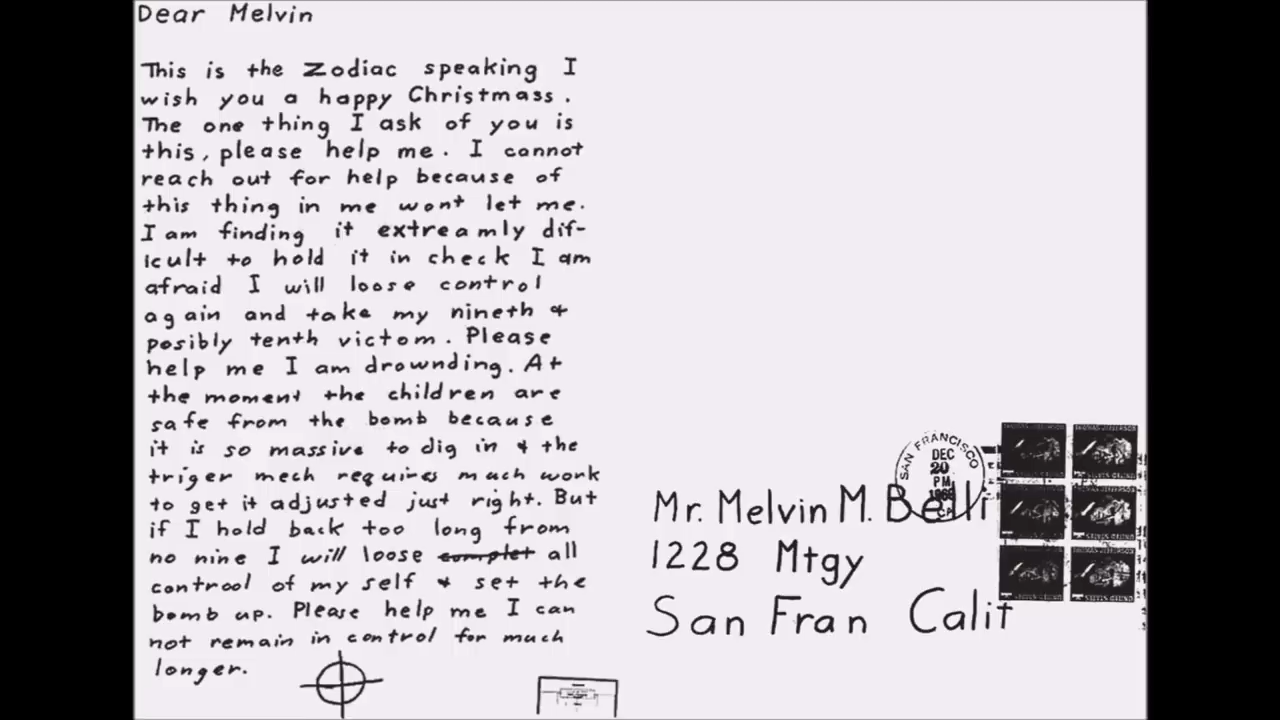 Dear Melvin
This is the Zodiac speaking I
wish you a happy Christmass.
The one thing I ask of you is
this, please help me. I cannot
reach out for help because of
this thing in me wont let me.
I am finding it extreamly dif-
icult to hold it in check I am
afraid I will loose control
again and take my nineth &
posibly tenth victom. Please
help me I am drownding. At
the moment the children are
safe from the bomb because
it is so massive to dig in & the
triger mech requires much work
to get it adjusted just right. But
if I hold back too long from
no nine I will loose complet all
controol of my self & set the
bomb up. Please help me I can
not remain in control for much
longer.
SAN FRANCISCO
DEC
20
PM
1969
Mr. Melvin M. Belli
1228 Mtgy
San Fran Calif